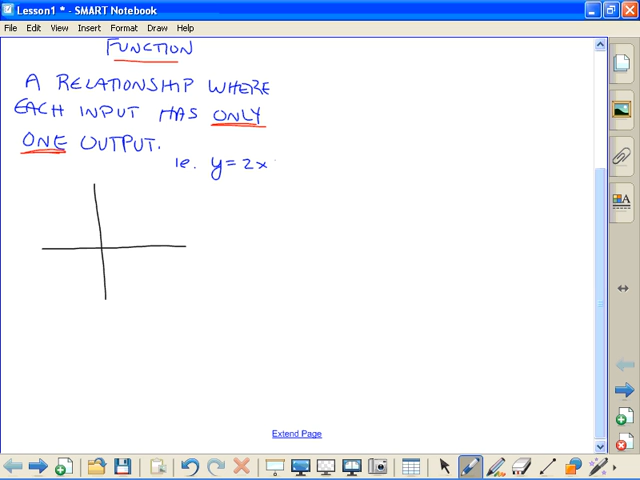 Lesson1 * - SMART Notebook
File Edit View Insert Format Draw Help
FUNCTION
A RELATIONSHIP WHERE
EACH INPUT HAS ONLY
ONE OUTPUT.
ie. y = 2x
Extend Page